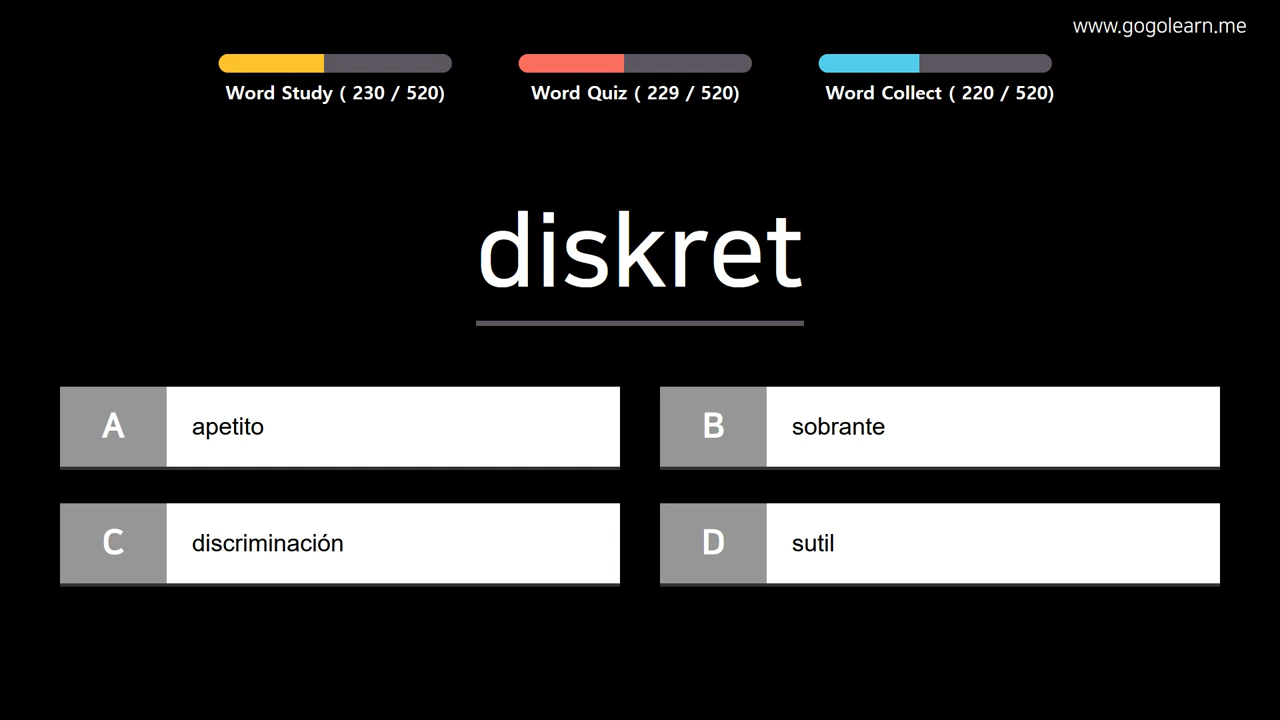 www.gogolearn.me
Word Study ( 230 / 520)
Word Quiz ( 229 / 520)
Word Collect ( 220 / 520)
diskret
A apetito
B sobrante
C discriminación
D sutil